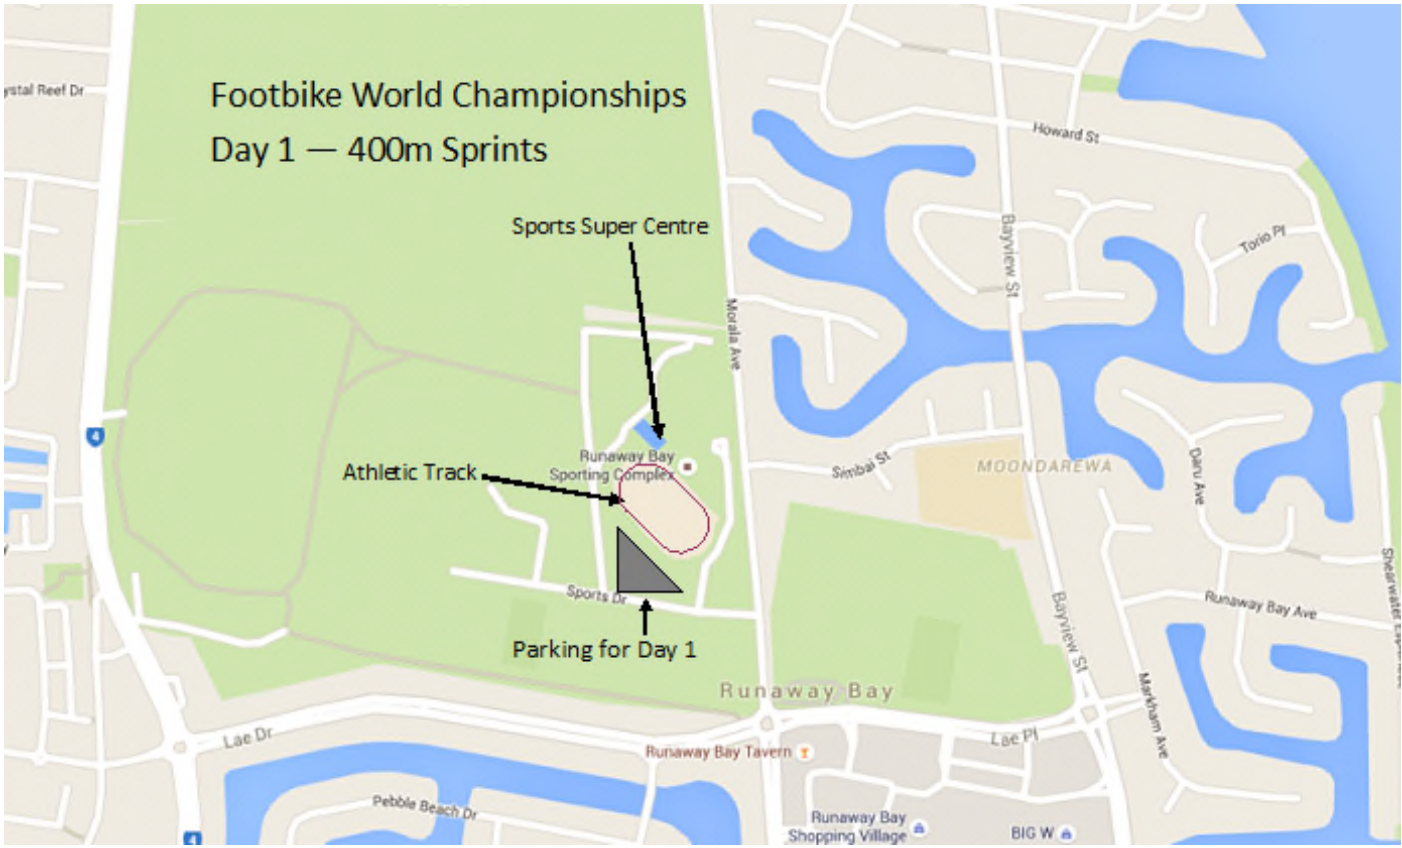 Footbike World Championships
Day 1 — 400m Sprints
ystal Reef Dr
Howard St
Sports Super Centre
Bayview St
Torio Pl
Morala Ave
4
Runaway Bay
Sporting Complex
Athletic Track
Simbai St
MOONDAREWA
Daru Ave
Sports Dr
Parking for Day 1
Bayview St
Runaway Bay Ave
Shearwater Esplanade
Runaway Bay
Markham Ave
Lae Dr
Lae Pl
Runaway Bay Tavern
Pebble Beach Dr
Runaway Bay
Shopping Village
BIG W
4